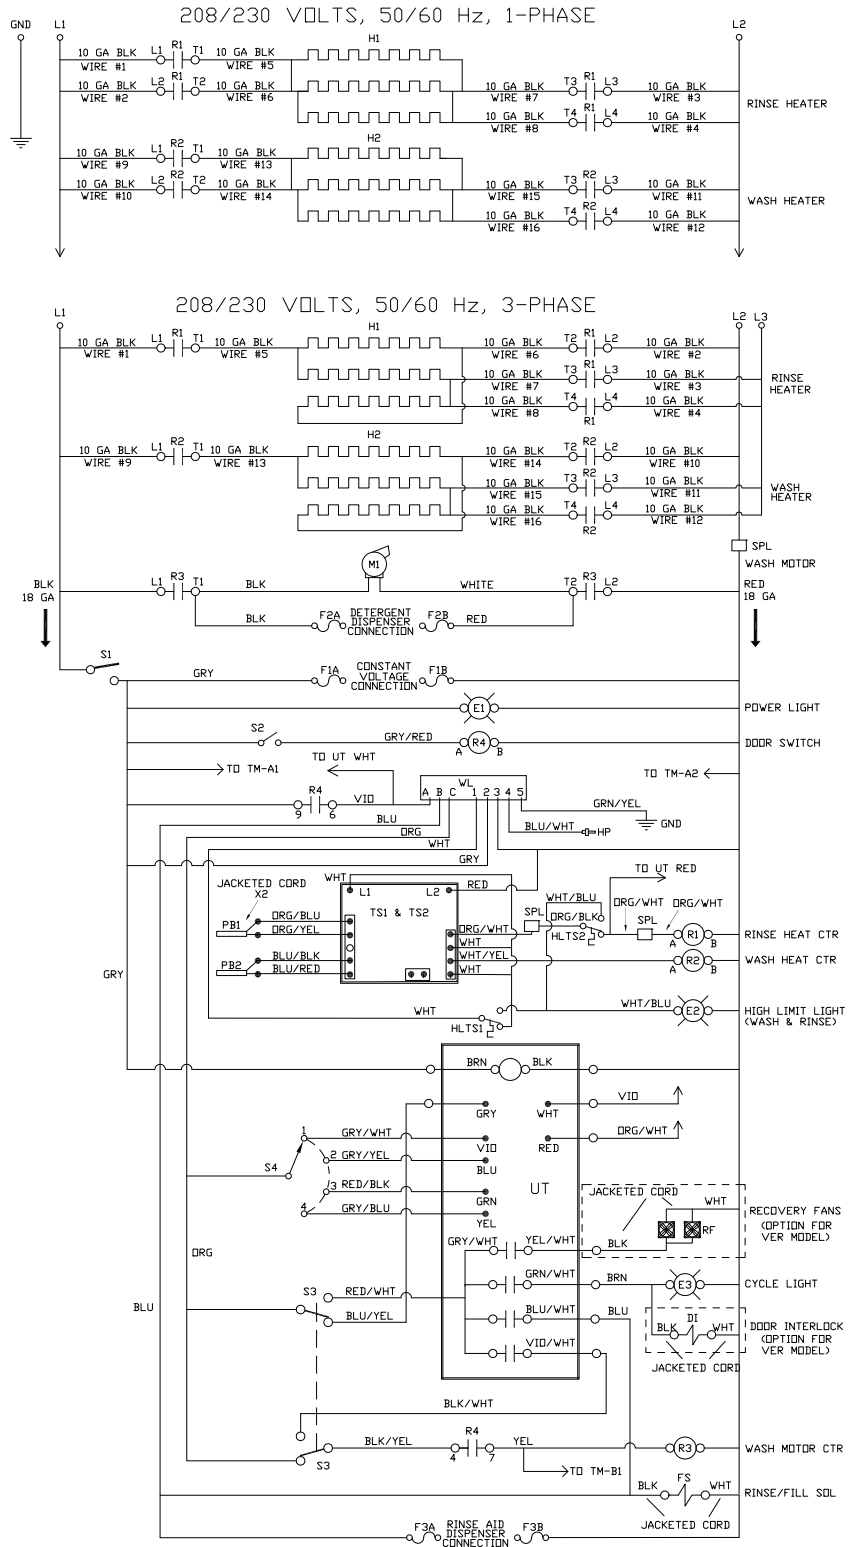 208/230 VOLTS, 50/60 Hz, 1-PHASE
GND L1 L2
H1
10 GA BLK L1 R1 T1 10 GA BLK
WIRE #1 WIRE #5
10 GA BLK L2 R1 T2 10 GA BLK 10 GA BLK T3 R1 L3 10 GA BLK
WIRE #2 WIRE #6 WIRE #7 WIRE #3
RINSE HEATER
10 GA BLK T4 R1 L4 10 GA BLK
WIRE #8 WIRE #4
H2
10 GA BLK L1 R2 T1 10 GA BLK
WIRE #9 WIRE #13
10 GA BLK L2 R2 T2 10 GA BLK 10 GA BLK T3 R2 L3 10 GA BLK
WIRE #10 WIRE #14 WIRE #15 WIRE #11
WASH HEATER
10 GA BLK T4 R2 L4 10 GA BLK
WIRE #16 WIRE #12
208/230 VOLTS, 50/60 Hz, 3-PHASE
L1 L2 L3
H1
10 GA BLK L1 R1 T1 10 GA BLK 10 GA BLK T2 R1 L2 10 GA BLK
WIRE #1 WIRE #5 WIRE #6 WIRE #2
10 GA BLK T3 R1 L3 10 GA BLK
WIRE #7 WIRE #3
RINSE
HEATER
10 GA BLK T4 L4 10 GA BLK
WIRE #8 R1 WIRE #4
H2
10 GA BLK L1 R2 T1 10 GA BLK 10 GA BLK T2 R2 L2 10 GA BLK
WIRE #9 WIRE #13 WIRE #14 WIRE #10
10 GA BLK T3 R2 L3 10 GA BLK
WIRE #15 WIRE #11
WASH
HEATER
10 GA BLK T4 L4 10 GA BLK
WIRE #16 R2 WIRE #12
SPL
M1 WASH MOTOR
BLK L1 R3 T1 BLK WHITE T2 R3 L2 RED
18 GA 18 GA
BLK F2A DETERGENT F2B RED
DISPENSER
CONNECTION
S1
GRY F1A CONSTANT F1B
VOLTAGE
CONNECTION
E1 POWER LIGHT
S2 GRY/RED A R4 B DOOR SWITCH
TO UT WHT
TO TM-A1 TO TM-A2
WL
R4 VIO A B C 1 2 3 4 5
9 6 GRN/YEL
BLU GND
ORG BLU/WHT HP
WHT
GRY
WHT TO UT RED
JACKETED CORD L1 L2 RED
X2 WHT/BLU ORG/WHT ORG/WHT
PB1 ORG/BLU TS1 & TS2 SPL ORG/BLK SPL
ORG/YEL ORG/WHT HLTS2 A R1 B RINSE HEAT CTR
WHT
PB2 BLU/BLK WHT/YEL A R2 B WASH HEAT CTR
BLU/RED WHT
GRY
WHT HLTS1 WHT/BLU E2 HIGH LIMIT LIGHT
(WASH & RINSE)
BRN BLK
GRY WHT VIO
1 GRY/WHT VIO RED ORG/WHT
S4 2 GRY/YEL BLU
3 RED/BLK GRN UT
4 GRY/BLU YEL
JACKETED CORD WHT
RF RECOVERY FANS
(OPTION FOR
VER MODEL)
GRY/WHT YEL/WHT BLK
ORG
GRN/WHT BRN E3 CYCLE LIGHT
S3 RED/WHT
BLU BLU/YEL BLU/WHT BLU
BLK DI WHT DOOR INTERLOCK
(OPTION FOR
VER MODEL)
VIO/WHT
JACKETED CORD
BLK/WHT
S3 BLK/YEL R4 YEL R3 WASH MOTOR CTR
4 7
TO TM-B1
BLK FS WHT RINSE/FILL SOL
JACKETED CORD
F3A RINSE AID F3B
DISPENSER
CONNECTION